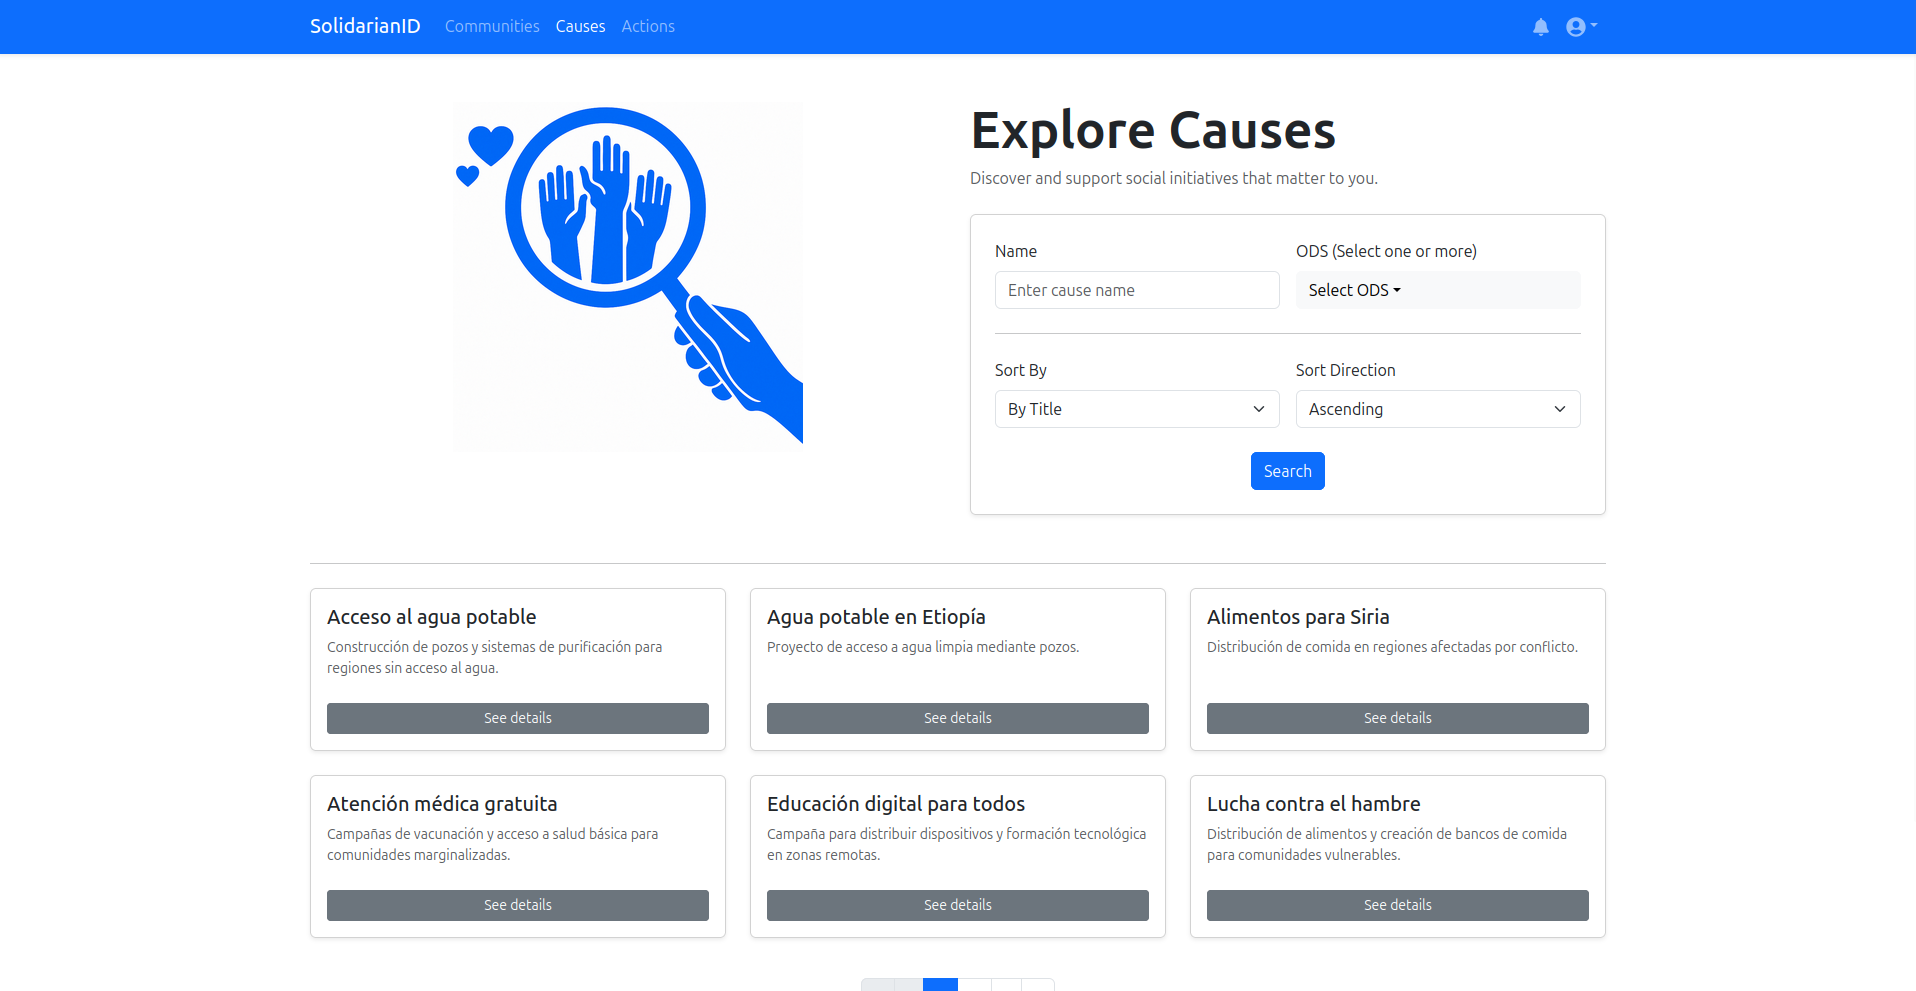 SolidarianID Communities Causes Actions
Explore Causes
Discover and support social initiatives that matter to you.
Name
ODS (Select one or more)
Enter cause name
Select ODS
Sort By
Sort Direction
By Title
Ascending
Search
Acceso al agua potable
Construcción de pozos y sistemas de purificación para
regiones sin acceso al agua.
See details
Agua potable en Etiopía
Proyecto de acceso a agua limpia mediante pozos.
See details
Alimentos para Siria
Distribución de comida en regiones afectadas por conflicto.
See details
Atención médica gratuita
Campañas de vacunación y acceso a salud básica para
comunidades marginalizadas.
See details
Educación digital para todos
Campaña para distribuir dispositivos y formación tecnológica
en zonas remotas.
See details
Lucha contra el hambre
Distribución de alimentos y creación de bancos de comida
para comunidades vulnerables.
See details